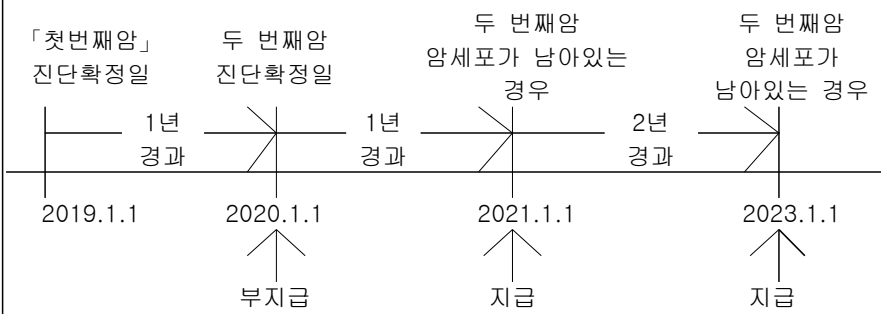 「첫번째암」
진단확정일
두 번째암
진단확정일
두 번째암
암세포가 남아있는
경우
두 번째암
암세포가
남아있는 경우
1년
경과
1년
경과
2년
경과
2019.1.1
2020.1.1
2021.1.1
2023.1.1
부지급
지급
지급